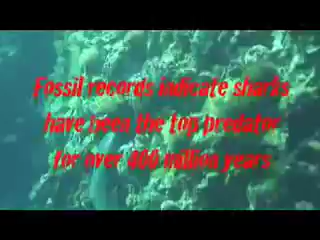 Fossil records indicate sharks
have been the top predator
for over 400 million years